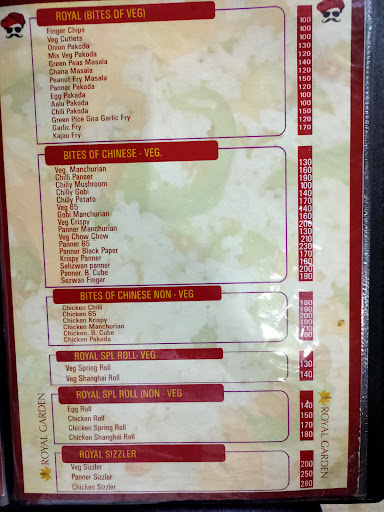 ROYAL (BITES OF VEG)
Finger Chips 100
Veg Cutlets 100
Onion Pakoda 130
Mix Veg Pakoda 120
Green Peas Masala 140
Chana Masala 120
Peanut Fry Masala 150
Panner Pakoda 160
Egg Pakada 100
Aalu Pakoda 100
Chili Pakoda 100
Green Pice Gira Garlic Fry 150
Garlic Fry 120
Kajau Fry 170
BITES OF CHINESE - VEG.
Veg. Manchurian 130
Chilli Paneer 160
Chilly Mushroom 190
Chilly Gobi 100
Chilly Potato 140
Veg 65 170
Gobi Manchurian
Veg Crispy 160
Panner Manchurian
Veg Chow Chow 130
Panner 65 210
Panner Black Paper 230
Krispy Panner 170
Sehzwan panner
Panner. B. Cube 200
Sezwan Finger 190
BITES OF CHINESE NON - VEG
Chicken Chilli 180
Chicken 65 190
Chicken Krispy 200
Chicken Manchurian
Chicken. B. Cube
Chicken Pakoda 190
ROYAL SPL ROLL- VEG
Veg Spring Roll 130
Veg Shanghai Roll 140
ROYAL SPL ROLL (NON - VEG
Egg Roll 140
Chicken Roll 150
Chicken Spring Roll 170
Chicken Shanghai Roll 180
ROYAL SIZZLER
Veg Sizzler 200
Panner Sizzler 250
Chicken Sizzler 280
ROYAL GARDEN
ROYAL GARDEN